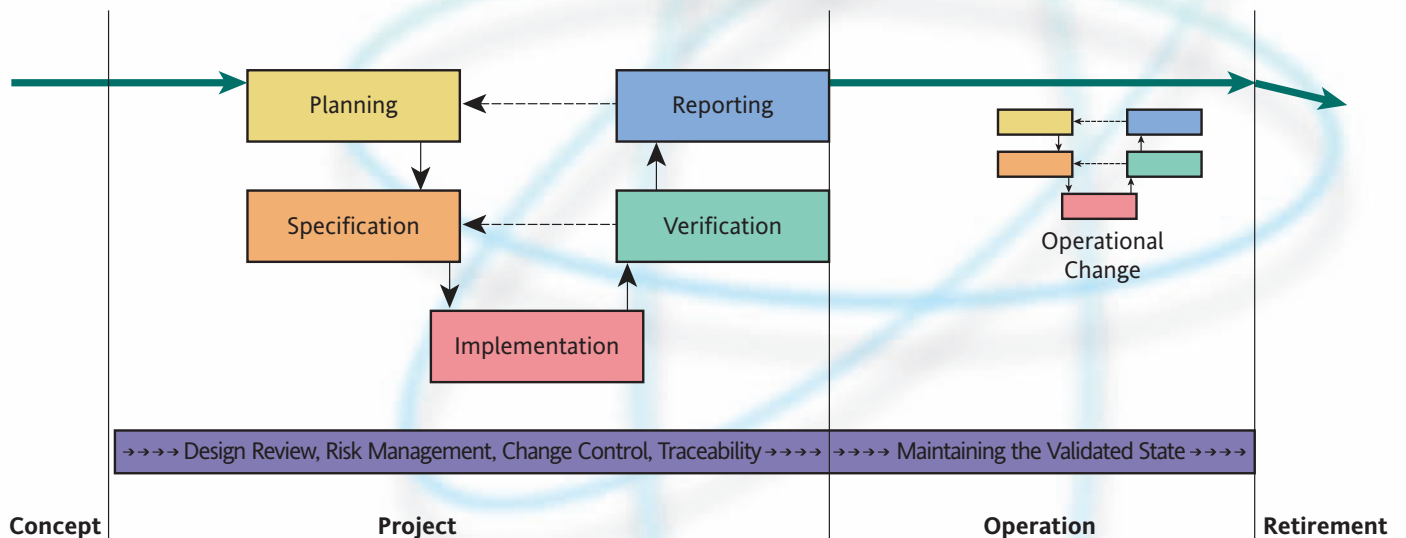 Planning
Reporting
Specification
Verification
Implementation
Operational
Change
Design Review, Risk Management, Change Control, Traceability
Maintaining the Validated State
Concept
Project
Operation
Retirement